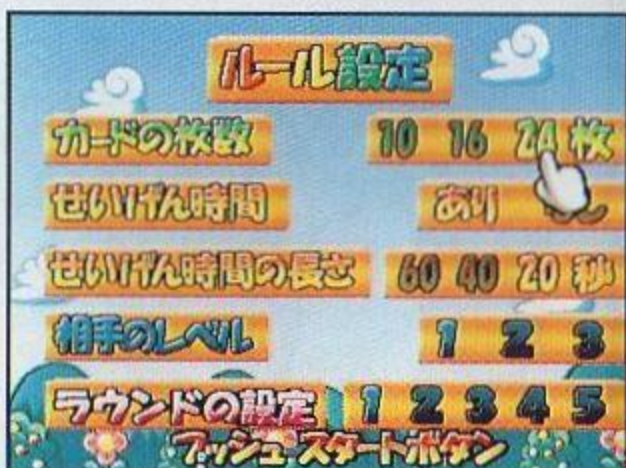 ルール設定
カードの枚数 10 16 24 枚
せいげん時間 あり
せいげん時間の長さ 60 40 20 秒
相手のレベル 1 2 3
ラウンドの設定 1 2 3 4 5
プッシュ スタートボタン